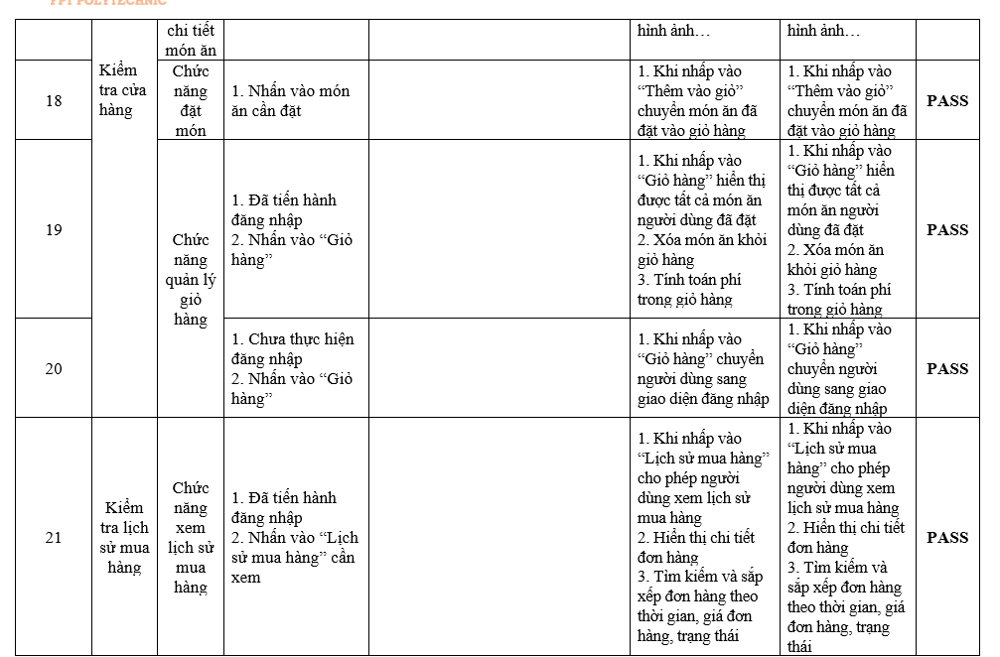 FPT POLYTECHNIC
chi tiết
món ăn
hình ảnh…
hình ảnh…
Kiểm
tra cửa
hàng
18
Chức
năng
đặt
món
1. Nhấn vào món
ăn cần đặt
1. Khi nhấp vào
“Thêm vào giỏ”
chuyển món ăn đã
đặt vào giỏ hàng
1. Khi nhấp vào
“Thêm vào giỏ”
chuyển món ăn đã
đặt vào giỏ hàng
PASS
19
Chức
năng
quản lý
giỏ
hàng
1. Đã tiến hành
đăng nhập
2. Nhấn vào “Giỏ
hàng”
1. Khi nhấp vào
“Giỏ hàng” hiển thị
được tất cả món ăn
người dùng đã đặt
2. Xóa món ăn khỏi
giỏ hàng
3. Tính toán phí
trong giỏ hàng
1. Khi nhấp vào
“Giỏ hàng” hiển
thị được tất cả
món ăn người
dùng đã đặt
2. Xóa món ăn
khỏi giỏ hàng
3. Tính toán phí
trong giỏ hàng
PASS
20
1. Chưa thực hiện
đăng nhập
2. Nhấn vào “Giỏ
hàng”
1. Khi nhấp vào
“Giỏ hàng” chuyển
người dùng sang
giao diện đăng nhập
1. Khi nhấp vào
“Giỏ hàng”
chuyển người
dùng sang giao
diện đăng nhập
PASS
21
Kiểm
tra lịch
sử mua
hàng
Chức
năng
xem
lịch sử
mua
hàng
1. Đã tiến hành
đăng nhập
2. Nhấn vào “Lịch
sử mua hàng” cần
xem
1. Khi nhấp vào
“Lịch sử mua hàng”
cho phép người
dùng xem lịch sử
mua hàng
2. Hiển thị chi tiết
đơn hàng
3. Tìm kiếm và sắp
xếp đơn hàng theo
thời gian, giá đơn
hàng, trạng thái
1. Khi nhấp vào
“Lịch sử mua
hàng” cho phép
người dùng xem
lịch sử mua hàng
2. Hiển thị chi tiết
đơn hàng
3. Tìm kiếm và
sắp xếp đơn hàng
theo thời gian, giá
đơn hàng, trạng
thái
PASS